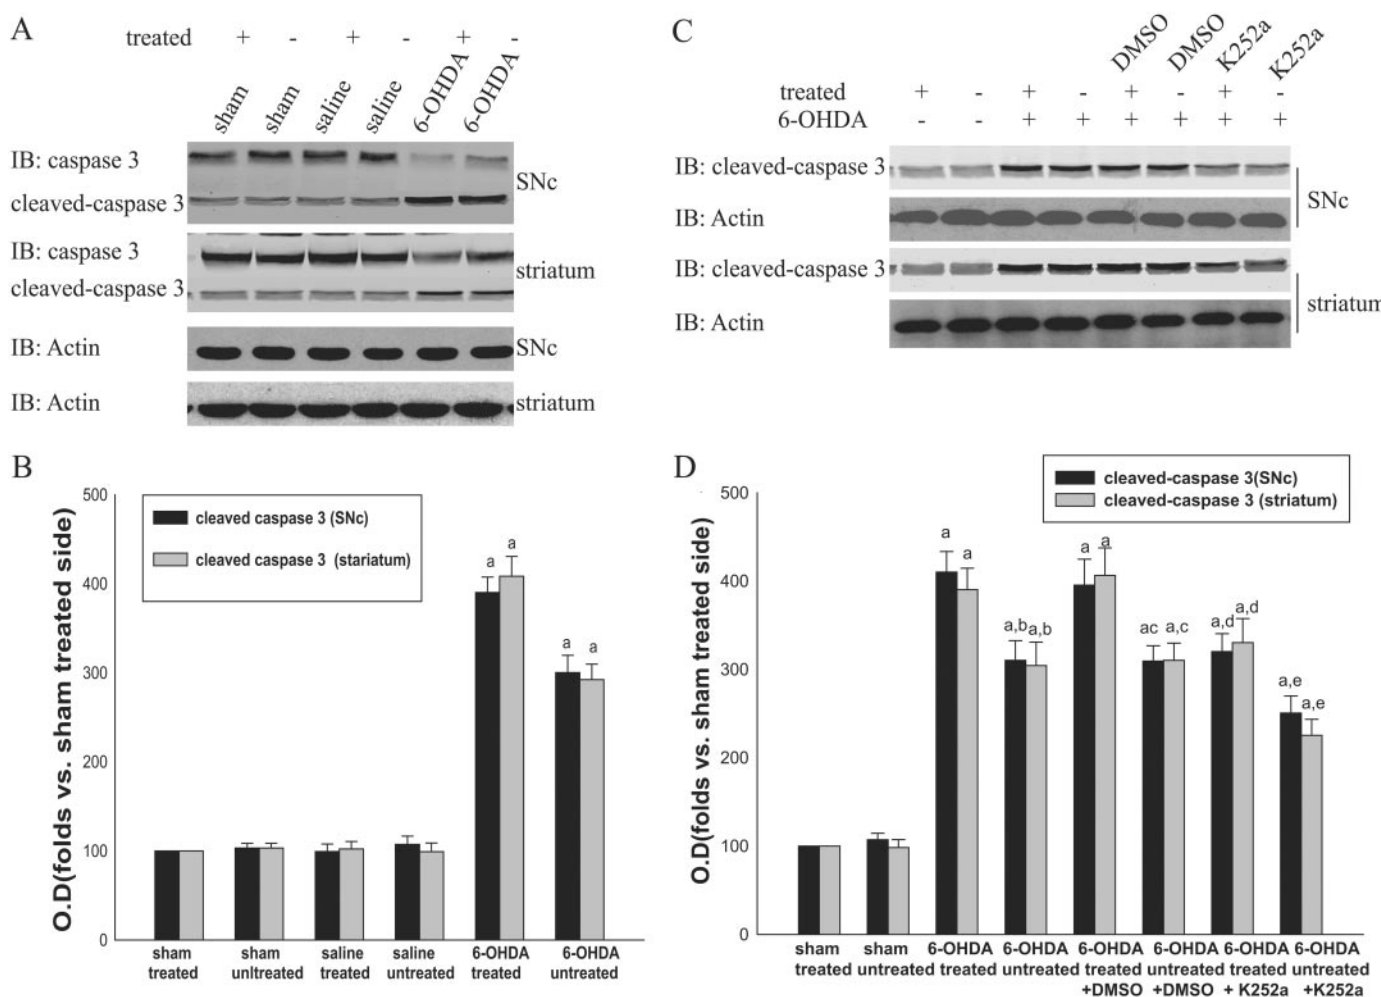 A
treated + - + - + -
sham sham saline saline 6-OHDA 6-OHDA
IB: caspase 3
SNc
cleaved-caspase 3
IB: caspase 3
striatum
cleaved-caspase 3
IB: Actin SNc
IB: Actin striatum
C
DMSO DMSO K252a K252a
treated + - + - + - + -
6-OHDA - - + + + + + +
IB: cleaved-caspase 3
SNc
IB: Actin
IB: cleaved-caspase 3
striatum
IB: Actin
B
O.D(folds vs. sham treated side)
500
400
300
200
100
0
cleaved caspase 3 (SNc)
cleaved caspase 3 (stariatum)
a a a a
sham treated
sham unltreated
saline treated
saline untreated
6-OHDA treated
6-OHDA untreated
D
O.D(folds vs. sham treated side)
500
400
300
200
100
0
cleaved-caspase 3(SNc)
cleaved-caspase 3 (striatum)
a a a,b a,b a a ac a,c a,d a,d a,e a,e
sham treated
sham untreated
6-OHDA treated
6-OHDA untreated
6-OHDA treated +DMSO
6-OHDA untreated +DMSO
6-OHDA treated + K252a
6-OHDA untreated +K252a